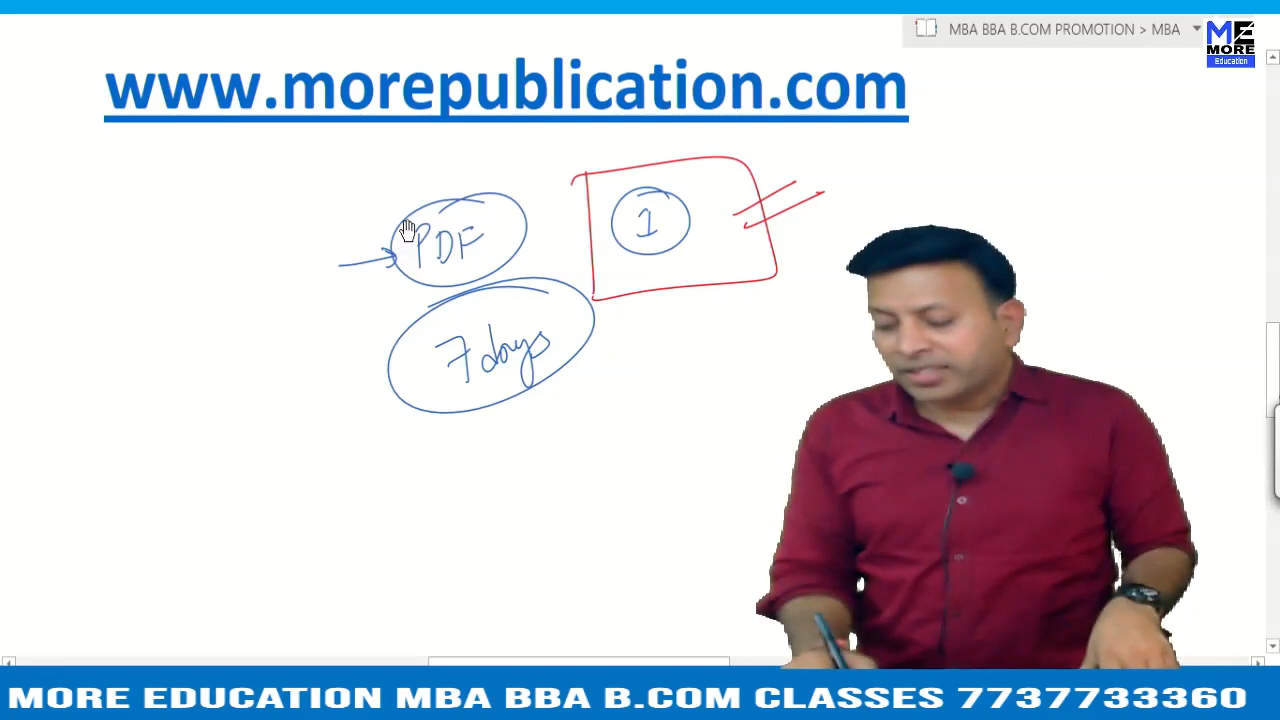 MBA BBA B.COM PROMOTION > MBA
ME
MORE
Education
www.morepublication.com
PDF
1
7 days
MORE EDUCATION MBA BBA B.COM CLASSES 7737733360